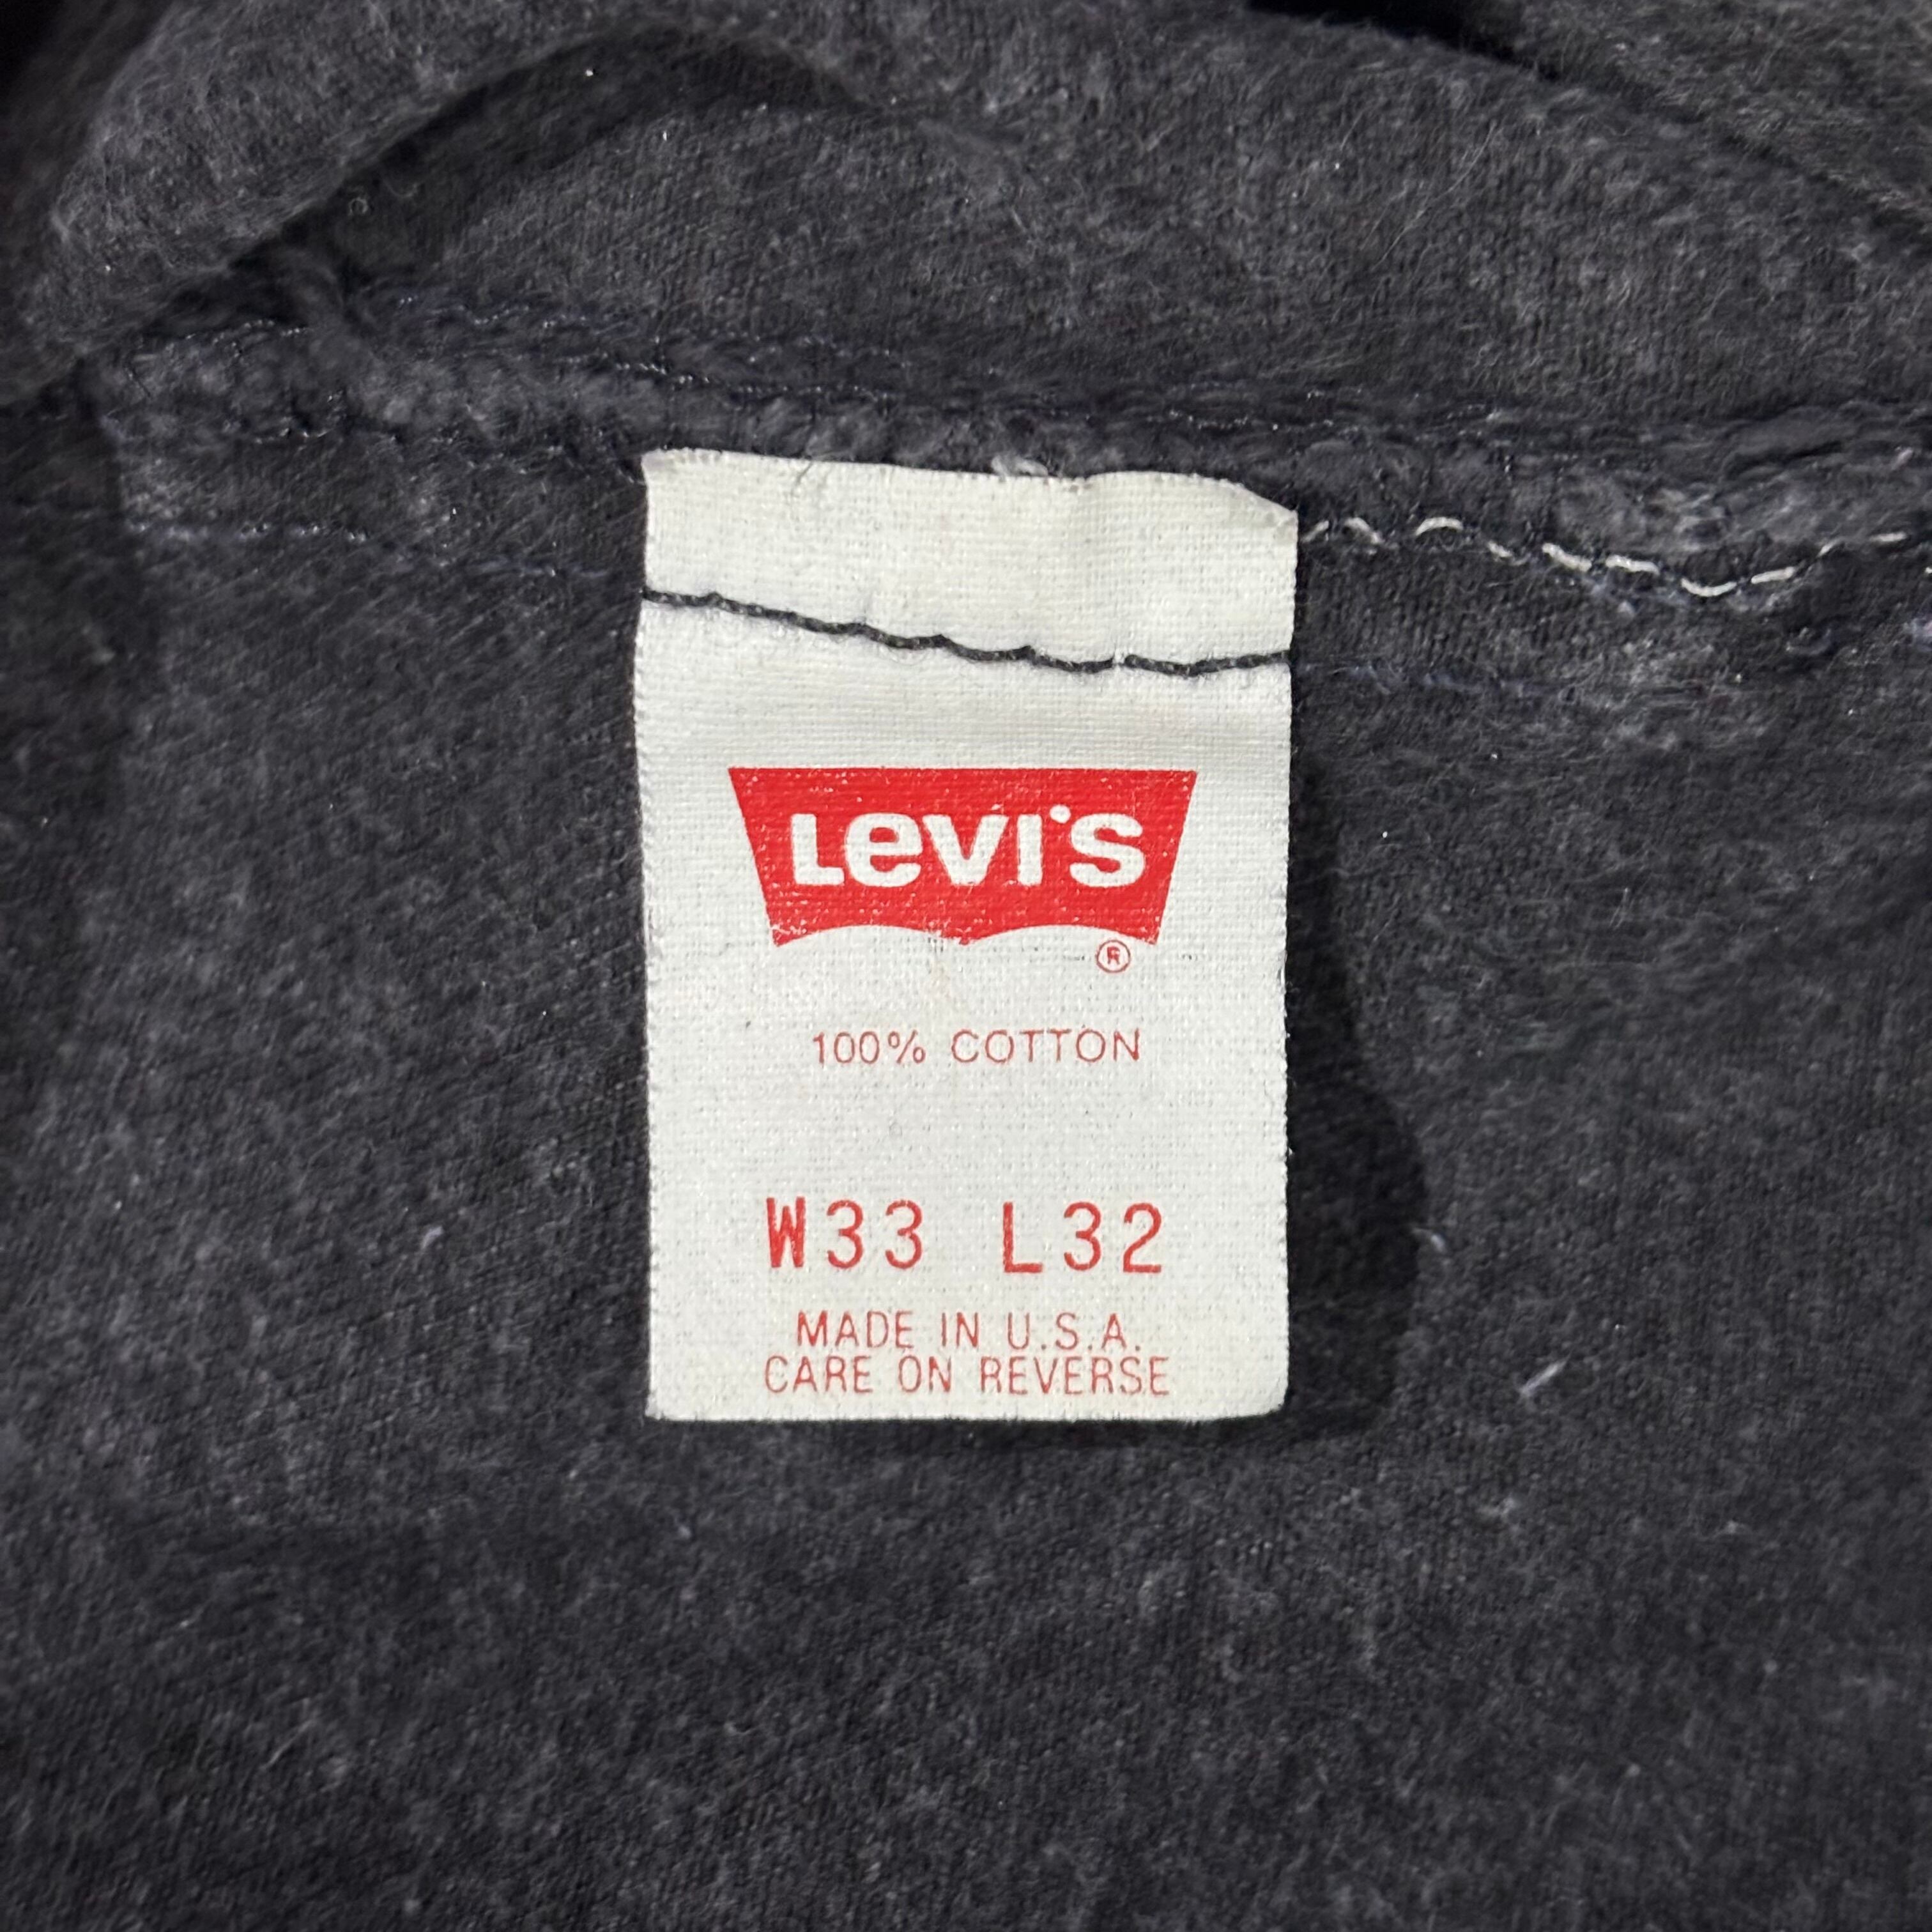 Levi's
®
100% COTTON
W33 L32
MADE IN U.S.A.
CARE ON REVERSE